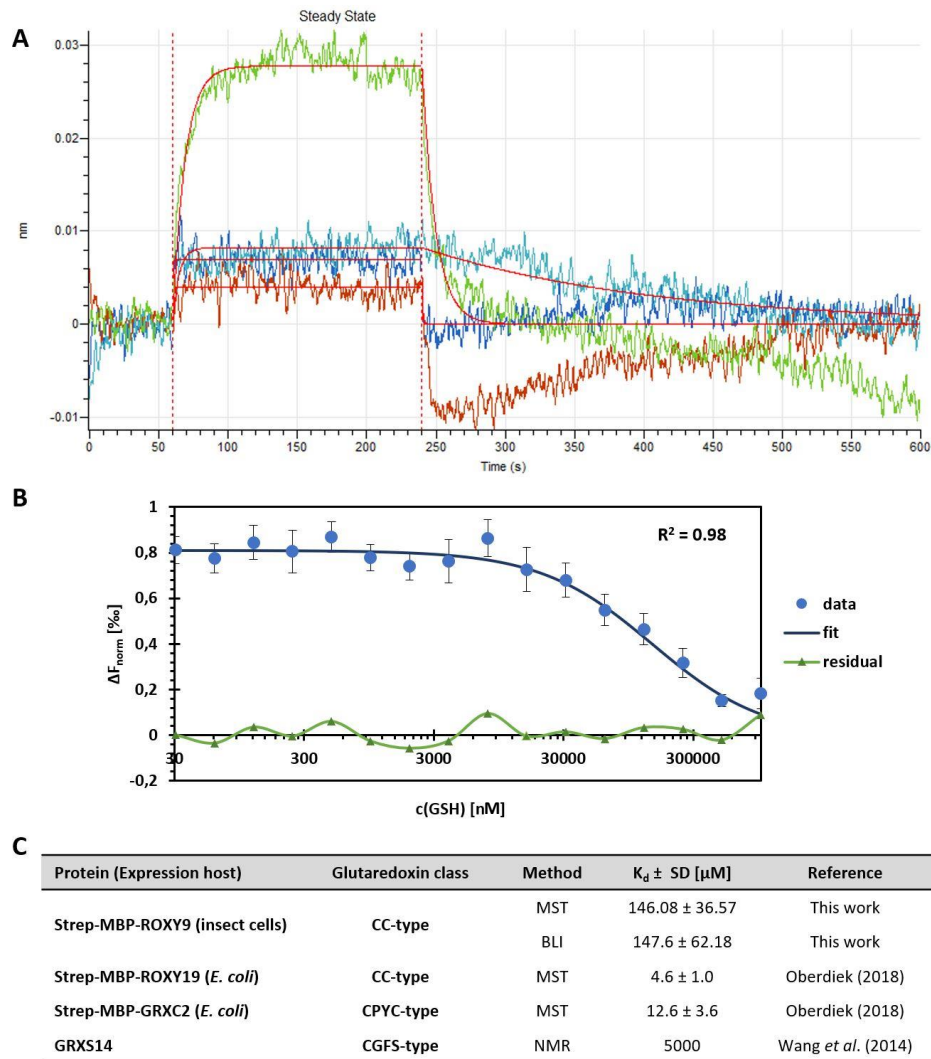 A
Steady State
0.03
0.02
0.01
0
-0.01
nm
0 50 100 150 200 250 300 350 400 450 500 550 600
Time (s)
B
1
0,8
0,6
0,4
0,2
0
-0,2
ΔFnorm [‰]
R² = 0.98
data
fit
residual
30 300 3000 30000 300000
c(GSH) [nM]
C
Protein (Expression host) Glutaredoxin class Method Kd ± SD [µM] Reference
Strep-MBP-ROXY9 (insect cells) CC-type MST 146.08 ± 36.57 This work
BLI 147.6 ± 62.18 This work
Strep-MBP-ROXY19 (E. coli) CC-type MST 4.6 ± 1.0 Oberdiek (2018)
Strep-MBP-GRXC2 (E. coli) CPYC-type MST 12.6 ± 3.6 Oberdiek (2018)
GRXS14 CGFS-type NMR 5000 Wang et al. (2014)